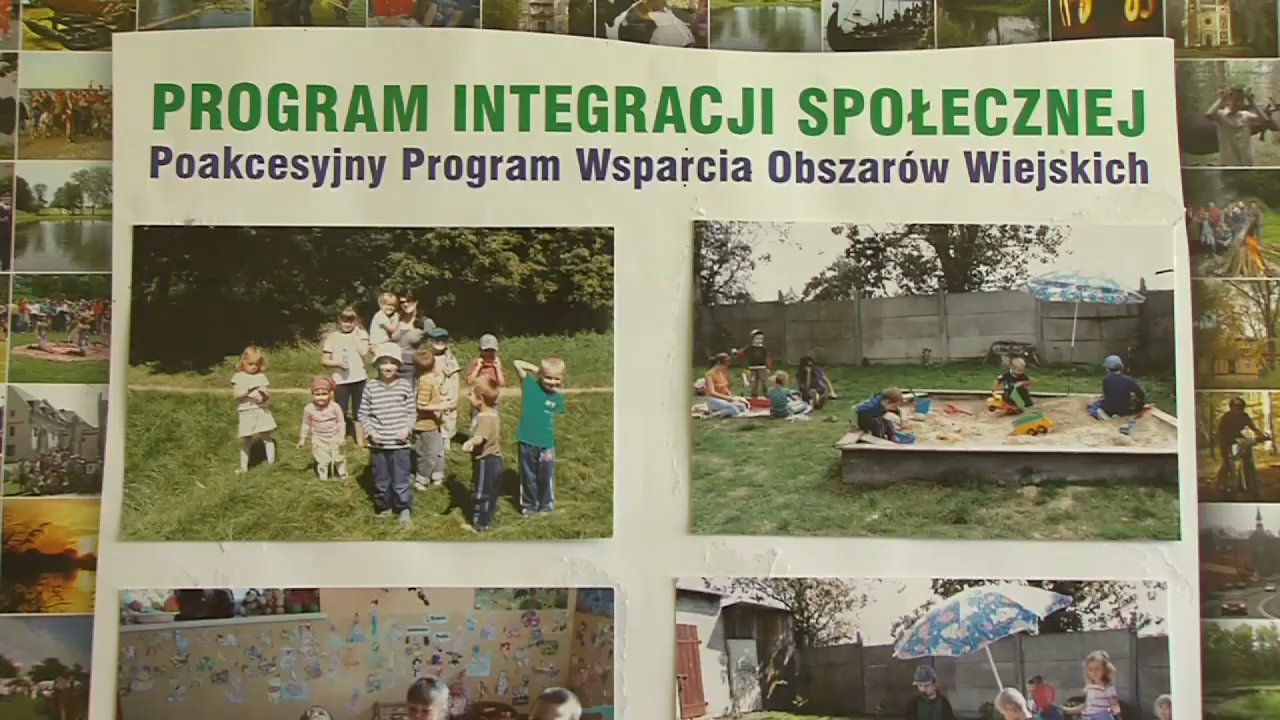 PROGRAM INTEGRACJI SPOŁECZNEJ
Poakcesyjny Program Wsparcia Obszarów Wiejskich